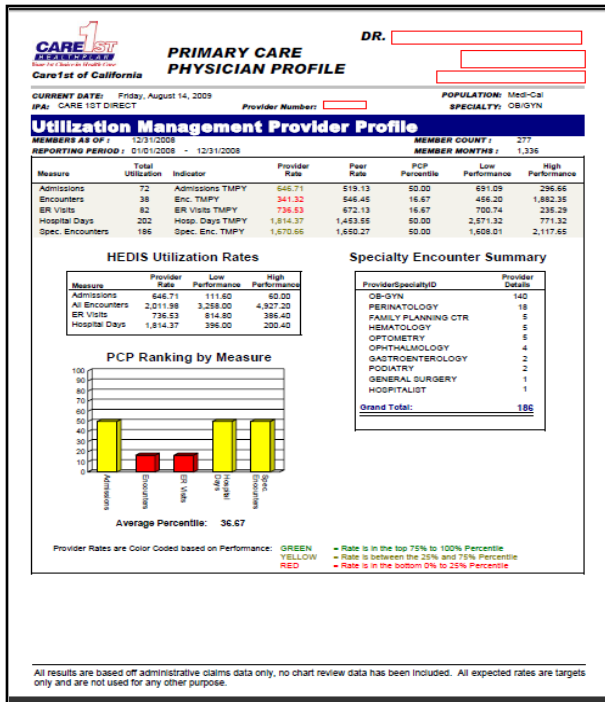 DR.
CARE 1ST
HEALTHPLAN
Your 1st Choice in Health Care
Care1st of California
PRIMARY CARE
PHYSICIAN PROFILE
CURRENT DATE: Friday, August 14, 2009
POPULATION: Medi-Cal
IPA: CARE 1ST DIRECT
Provider Number:
SPECIALTY: OB/GYN
Utilization Management Provider Profile
MEMBERS AS OF : 12/31/2008
MEMBER COUNT : 277
REPORTING PERIOD : 01/01/2008 - 12/31/2008
MEMBER MONTHS : 1,336
Measure Total Utilization Indicator Provider Rate Peer Rate PCP Percentile Low Performance High Performance
Admissions 72 Admissions TMPY 646.71 519.13 50.00 691.09 296.66
Encounters 38 Enc. TMPY 341.32 546.45 16.67 456.20 1,882.35
ER Visits 82 ER Visits TMPY 736.53 672.13 16.67 700.74 235.29
Hospital Days 202 Hosp. Days TMPY 1,814.37 1,453.55 50.00 2,571.32 771.32
Spec. Encounters 186 Spec. Enc. TMPY 1,670.66 1,650.27 50.00 1,608.01 2,117.65
HEDIS Utilization Rates
Measure Provider Rate Low Performance High Performance
Admissions 646.71 111.60 60.00
All Encounters 2,011.98 3,258.00 4,927.20
ER Visits 736.53 814.80 386.40
Hospital Days 1,814.37 396.00 200.40
Specialty Encounter Summary
ProviderSpecialtyID Provider Details
OB-GYN 140
PERINATOLOGY 18
FAMILY PLANNING CTR 5
HEMATOLOGY 5
OPTOMETRY 5
OPHTHALMOLOGY 4
GASTROENTEROLOGY 2
PODIATRY 2
GENERAL SURGERY 1
HOSPITALIST 1
Grand Total: 186
PCP Ranking by Measure
100
90
80
70
60
50
40
30
20
10
0
Admissions
Encounters
ER Visits
Hospital Days
Spec. Encounters
Average Percentile: 36.67
Provider Rates are Color Coded based on Performance: GREEN = Rate is in the top 75% to 100% Percentile
YELLOW = Rate is between the 25% and 75% Percentile
RED = Rate is in the bottom 0% to 25% Percentile
All results are based off administrative claims data only, no chart review data has been included. All expected rates are targets
only and are not used for any other purpose.